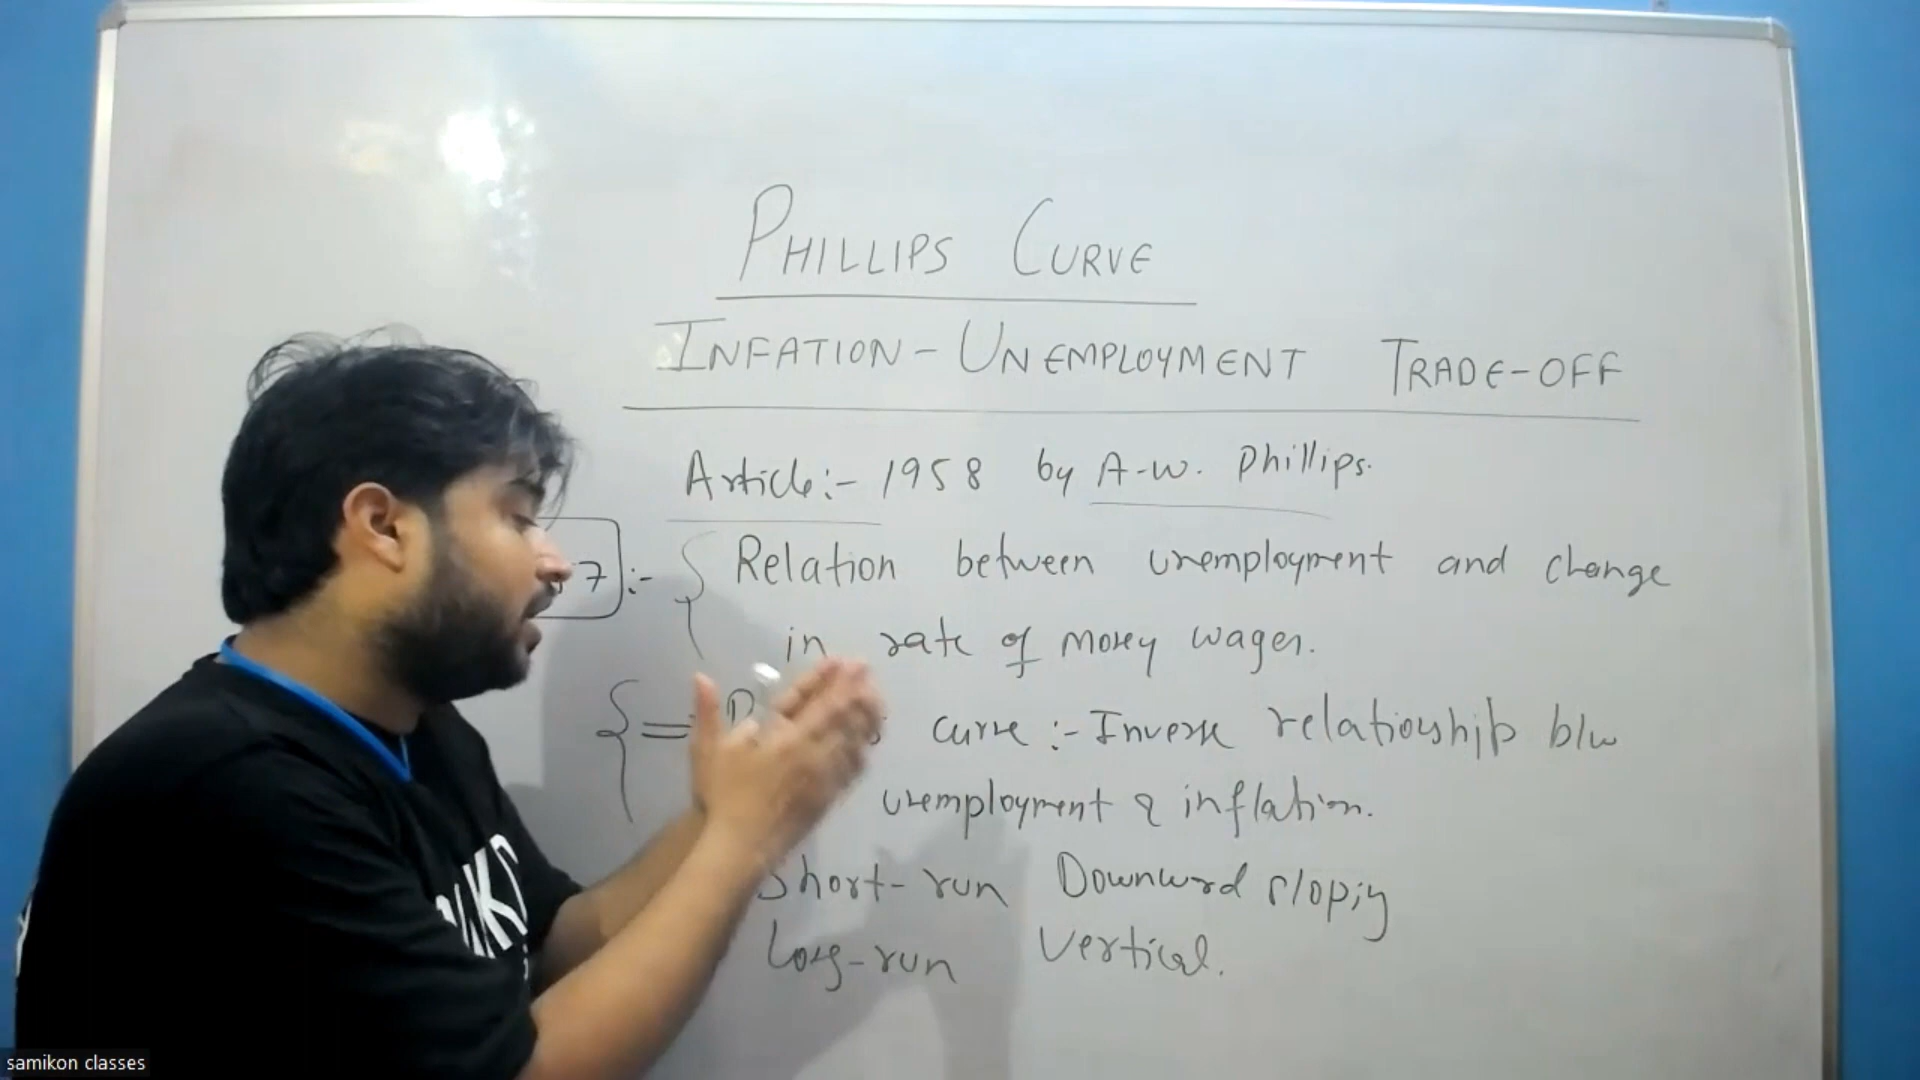 PHILLIPS CURVE
INFATION-UNEMPLOYMENT TRADE-OFF
Article:- 1958 by A-W. Phillips.
7 :- { Relation between unemployment and change
in rate of money wages.
{ => curve :- Inverse relationship b/w
unemployment & inflation.
Short-run Downward sloping
Long-run Vertical.
samikon classes